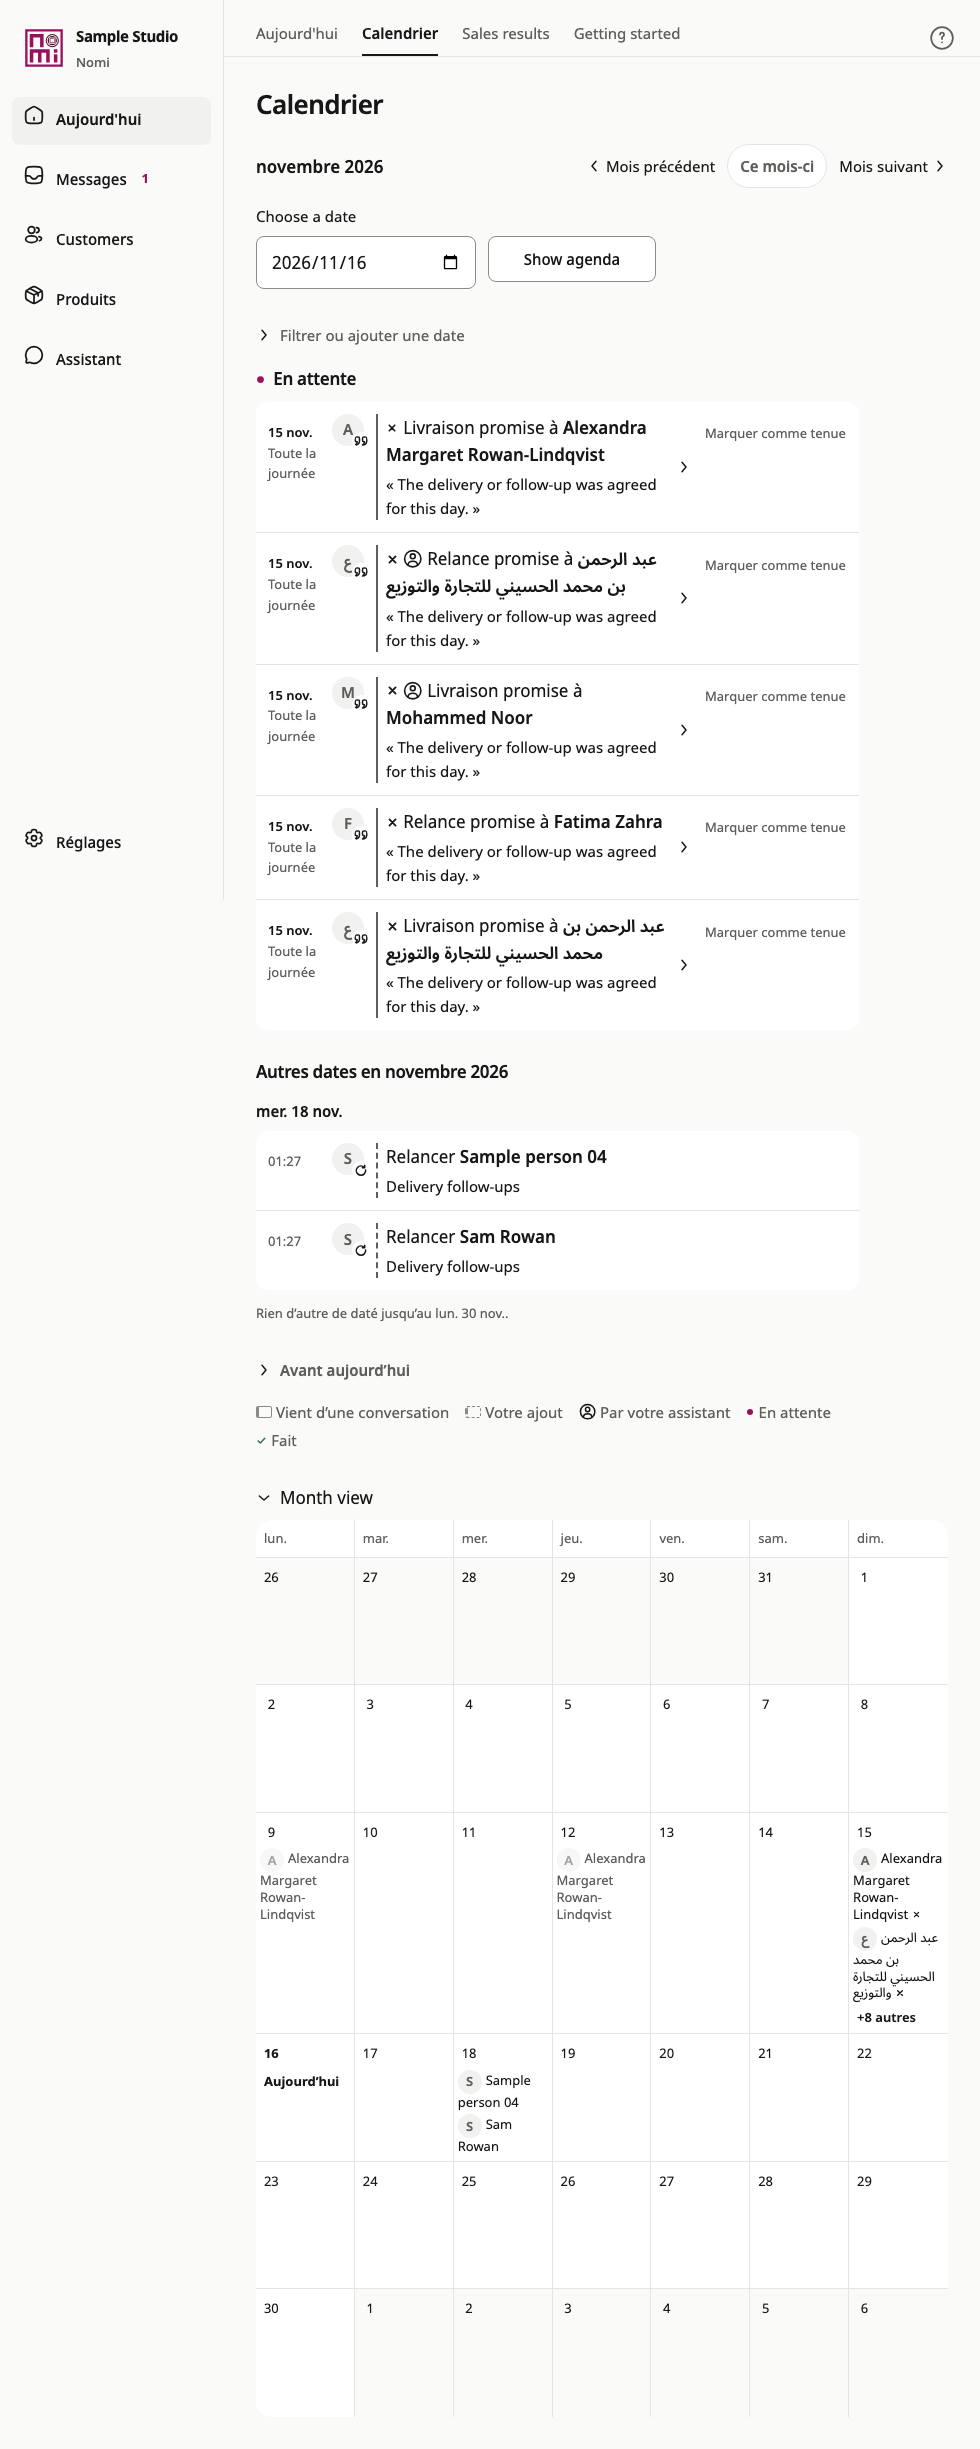 Sample Studio
Nomi
Aujourd'hui
Messages 1
Customers
Produits
Assistant
Réglages
Aujourd'hui Calendrier Sales results Getting started
Calendrier
novembre 2026
Mois précédent Ce mois-ci Mois suivant
Choose a date
2026/11/16
Show agenda
Filtrer ou ajouter une date
En attente
15 nov.
Toute la
journée
A
× Livraison promise à Alexandra
Margaret Rowan-Lindqvist
« The delivery or follow-up was agreed
for this day. »
Marquer comme tenue
15 nov.
Toute la
journée
ع
× Relance promise à عبد الرحمن
بن محمد الحسيني للتجارة والتوزيع
« The delivery or follow-up was agreed
for this day. »
Marquer comme tenue
15 nov.
Toute la
journée
M
× Livraison promise à
Mohammed Noor
« The delivery or follow-up was agreed
for this day. »
Marquer comme tenue
15 nov.
Toute la
journée
F
× Relance promise à Fatima Zahra
« The delivery or follow-up was agreed
for this day. »
Marquer comme tenue
15 nov.
Toute la
journée
ع
× Livraison promise à عبد الرحمن بن
محمد الحسيني للتجارة والتوزيع
« The delivery or follow-up was agreed
for this day. »
Marquer comme tenue
Autres dates en novembre 2026
mer. 18 nov.
01:27
S
Relancer Sample person 04
Delivery follow-ups
01:27
S
Relancer Sam Rowan
Delivery follow-ups
Rien d’autre de daté jusqu’au lun. 30 nov..
Avant aujourd’hui
Vient d’une conversation Votre ajout Par votre assistant En attente
Fait
Month view
lun. mar. mer. jeu. ven. sam. dim.
26 27 28 29 30 31 1
2 3 4 5 6 7 8
9 10 11 12 13 14 15
A Alexandra
Margaret
Rowan-
Lindqvist
A Alexandra
Margaret
Rowan-
Lindqvist
A Alexandra
Margaret
Rowan-
Lindqvist ×
ع عبد الرحمن
بن محمد
الحسيني للتجارة
والتوزيع ×
+8 autres
16 17 18 19 20 21 22
Aujourd’hui
S Sample
person 04
S Sam
Rowan
23 24 25 26 27 28 29
30 1 2 3 4 5 6